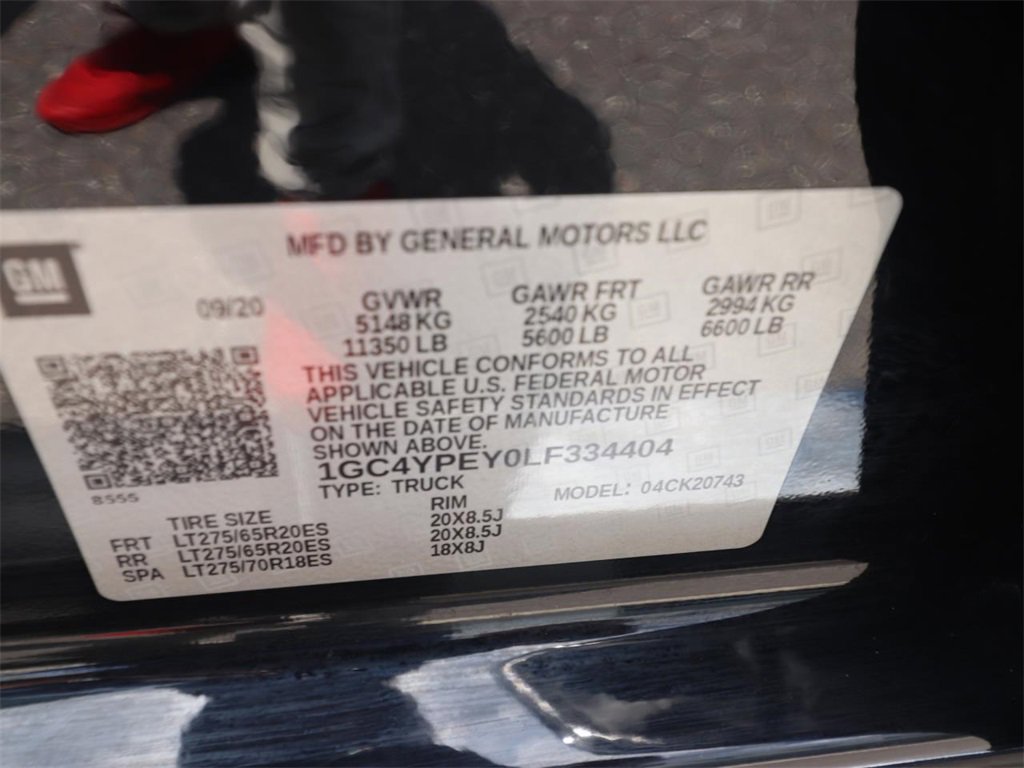 MFD BY GENERAL MOTORS LLC
GM
09/20
GVWR GAWR FRT GAWR RR
5148 KG 2540 KG 2994 KG
11350 LB 5600 LB 6600 LB
THIS VEHICLE CONFORMS TO ALL
APPLICABLE U.S. FEDERAL MOTOR
VEHICLE SAFETY STANDARDS IN EFFECT
ON THE DATE OF MANUFACTURE
SHOWN ABOVE.
1GC4YPEY0LF334404
TYPE: TRUCK MODEL: 04CK20743
8555
TIRE SIZE RIM
FRT LT275/65R20ES 20X8.5J
RR LT275/65R20ES 20X8.5J
SPA LT275/70R18ES 18X8J